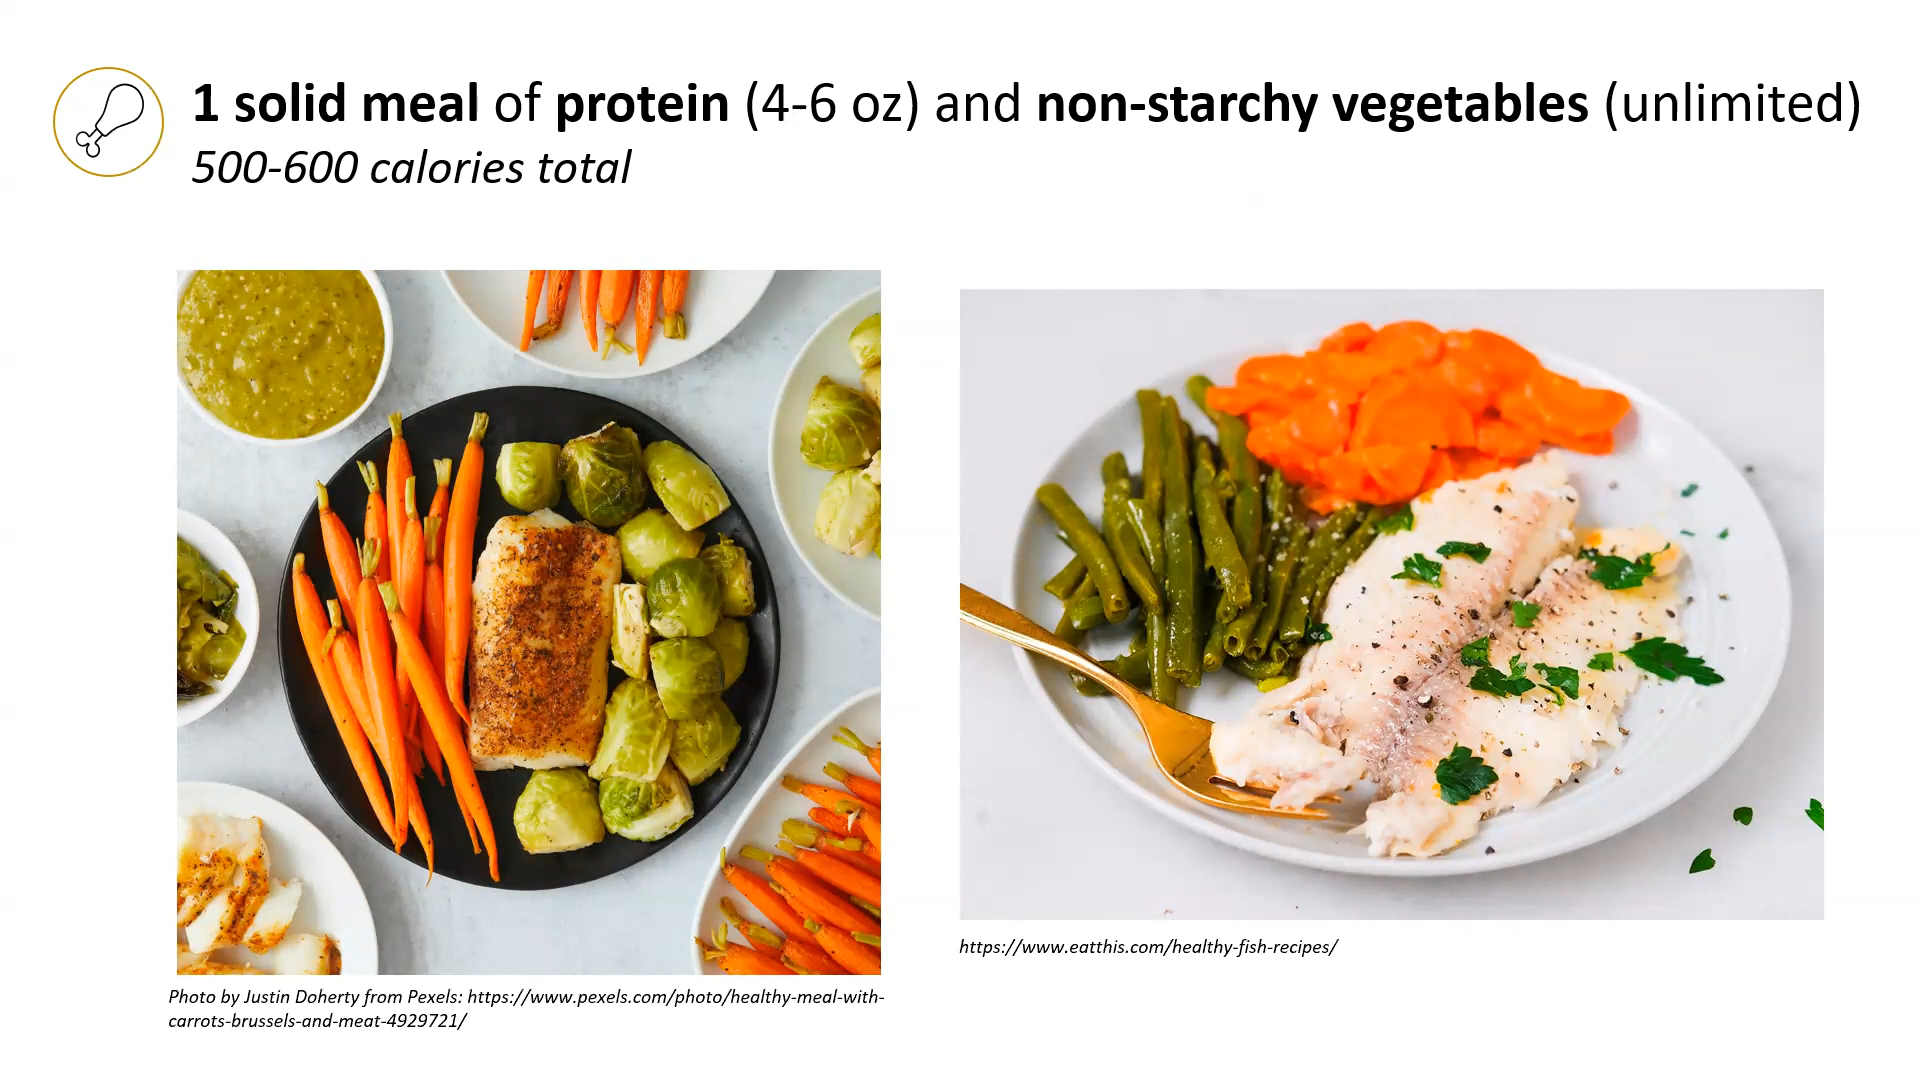 1 solid meal of protein (4-6 oz) and non-starchy vegetables (unlimited)
500-600 calories total
https://www.eatthis.com/healthy-fish-recipes/
Photo by Justin Doherty from Pexels: https://www.pexels.com/photo/healthy-meal-with-
carrots-brussels-and-meat-4929721/